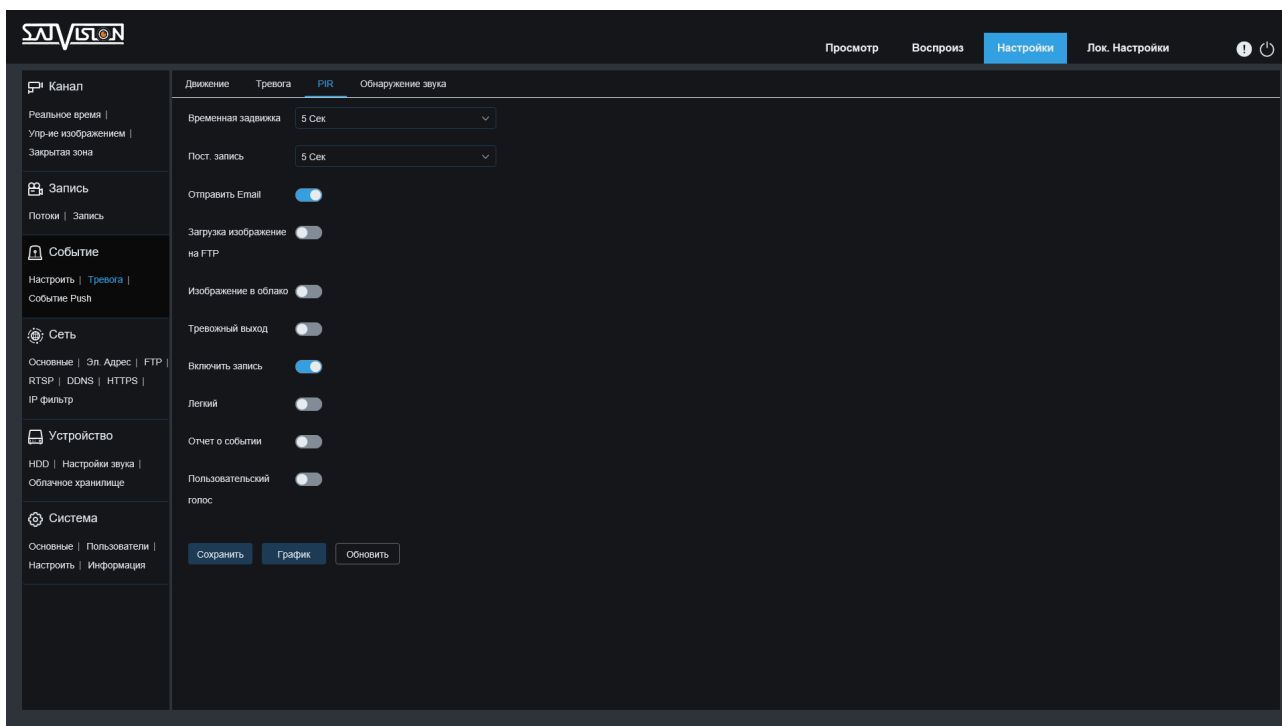 SATVISION
Просмотр Воспроиз Настройки Лок. Настройки
Канал
Реальное время |
Упр-ие изображением |
Закрытая зона
Запись
Потоки | Запись
Событие
Настроить | Тревога |
Событие Push
Сеть
Основные | Эл. Адрес | FTP |
RTSP | DDNS | HTTPS |
IP фильтр
Устройство
HDD | Настройки звука |
Облачное хранилище
Система
Основные | Пользователи |
Настроить | Информация
Движение Тревога PIR Обнаружение звука
Временная задвижка 5 Сек
Пост. запись 5 Сек
Отправить Email
Загрузка изображение
на FTP
Изображение в облако
Тревожный выход
Включить запись
Легкий
Отчет о событии
Пользовательский
голос
Сохранить График Обновить